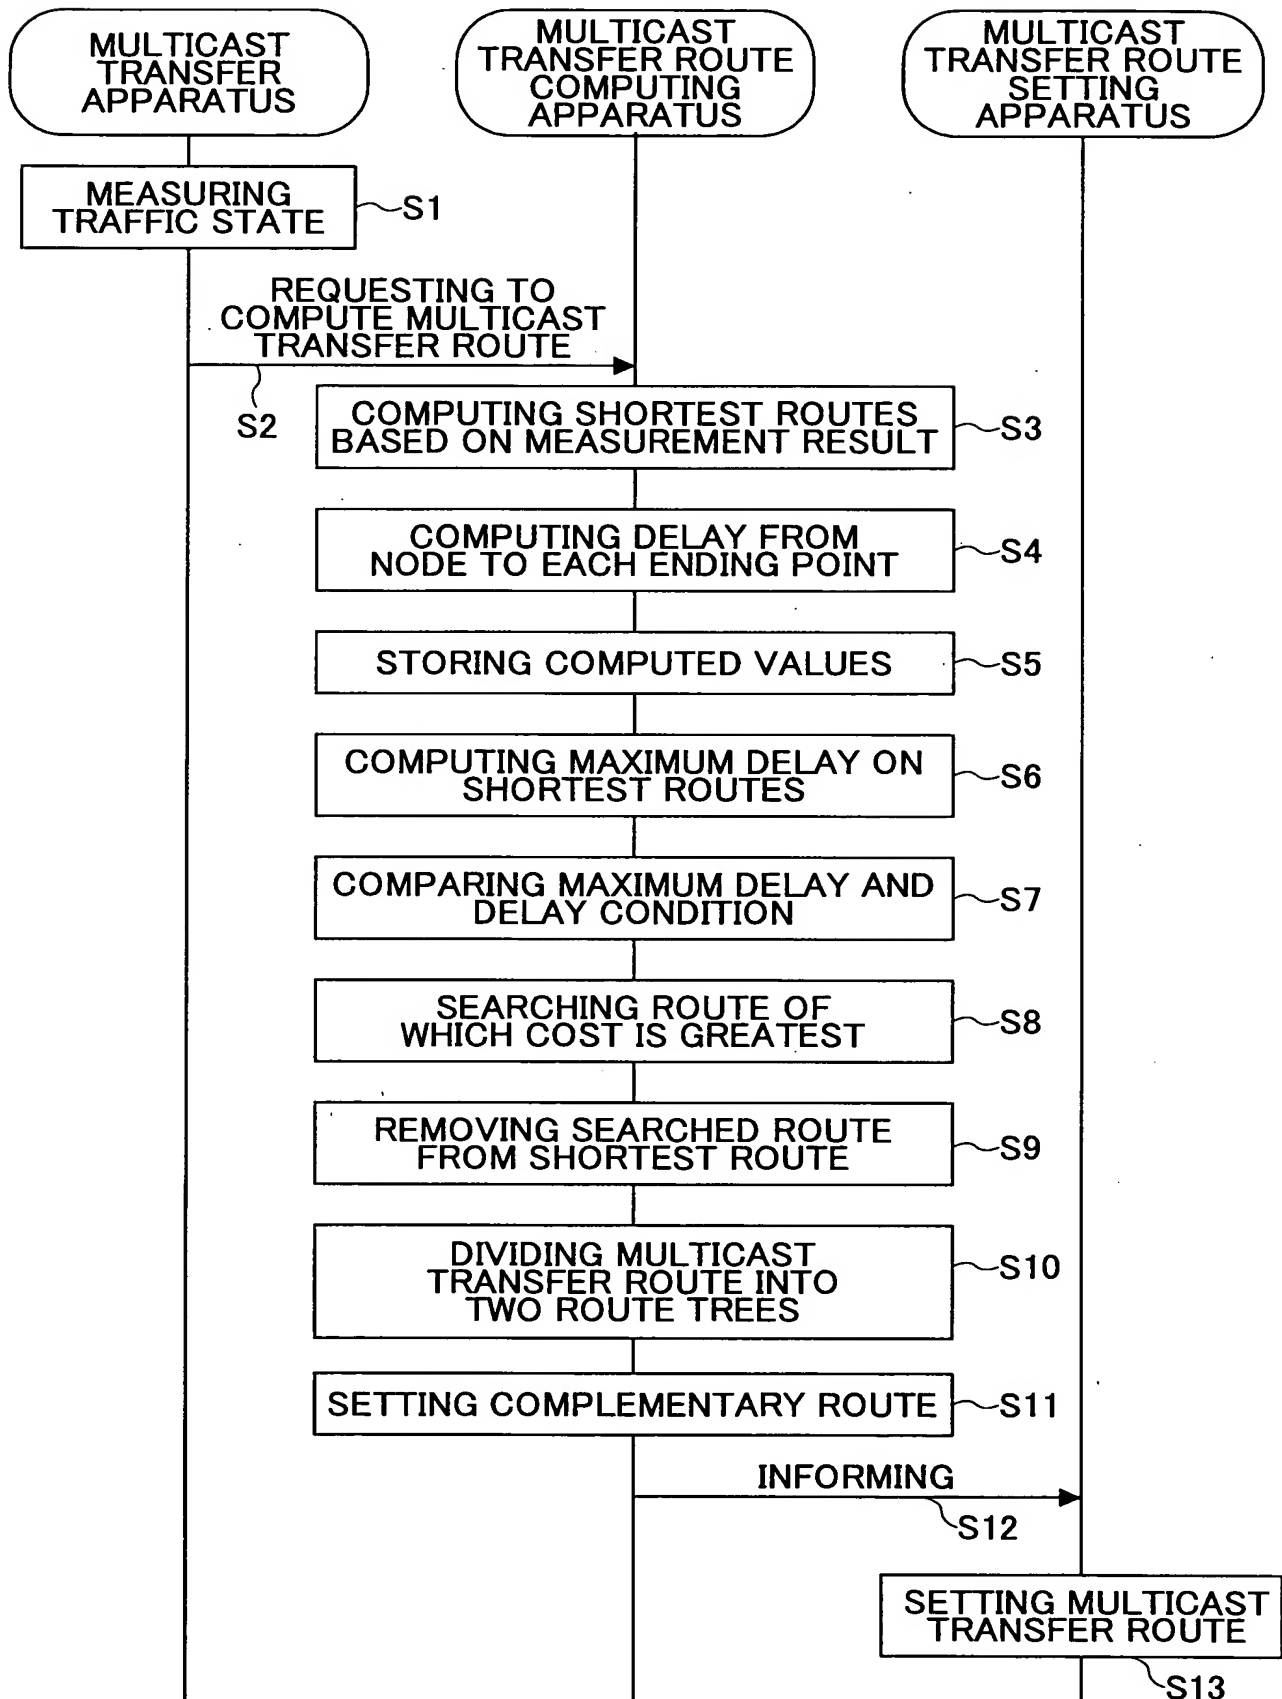 MULTICAST
TRANSFER
APPARATUS
MULTICAST
TRANSFER ROUTE
COMPUTING
APPARATUS
MULTICAST
TRANSFER ROUTE
SETTING
APPARATUS
MEASURING
TRAFFIC STATE
S1
REQUESTING TO
COMPUTE MULTICAST
TRANSFER ROUTE
S2
COMPUTING SHORTEST ROUTES
BASED ON MEASUREMENT RESULT
S3
COMPUTING DELAY FROM
NODE TO EACH ENDING POINT
S4
STORING COMPUTED VALUES
S5
COMPUTING MAXIMUM DELAY ON
SHORTEST ROUTES
S6
COMPARING MAXIMUM DELAY AND
DELAY CONDITION
S7
SEARCHING ROUTE OF
WHICH COST IS GREATEST
S8
REMOVING SEARCHED ROUTE
FROM SHORTEST ROUTE
S9
DIVIDING MULTICAST
TRANSFER ROUTE INTO
TWO ROUTE TREES
S10
SETTING COMPLEMENTARY ROUTE
S11
INFORMING
S12
SETTING MULTICAST
TRANSFER ROUTE
S13